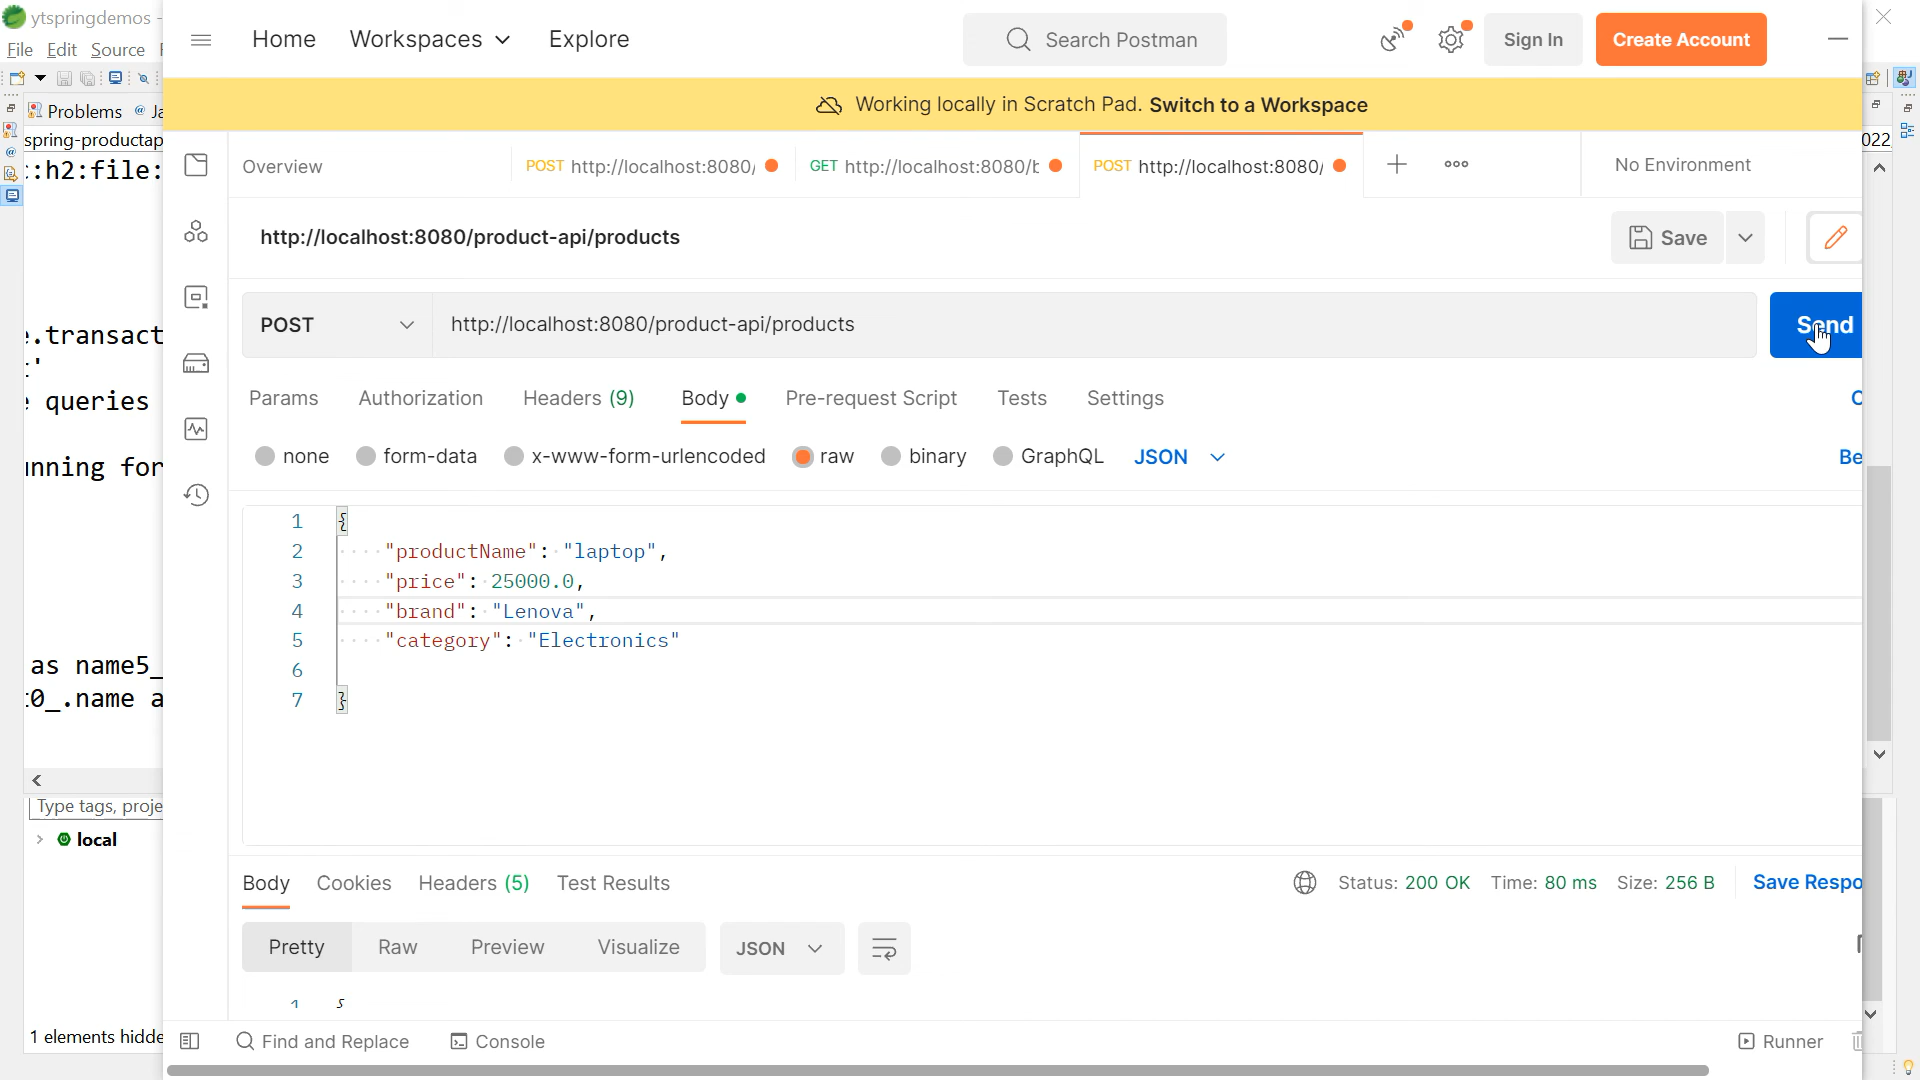 ytspringdemos -
File Edit Source
Problems @ Ja
spring-productap
:h2:file:
.transact
:'
queries
nning for
as name5_
0_.name a
Type tags, proje
local
1 elements hidde
022,
Home Workspaces Explore
Search Postman
Sign In
Create Account
Working locally in Scratch Pad. Switch to a Workspace
Overview
POST http://localhost:8080/
GET http://localhost:8080/b
POST http://localhost:8080/
No Environment
http://localhost:8080/product-api/products
Save
POST http://localhost:8080/product-api/products
Send
Params Authorization Headers (9) Body Pre-request Script Tests Settings
C
none form-data x-www-form-urlencoded raw binary GraphQL JSON
Be
1 {
2 "productName": "laptop",
3 "price": 25000.0,
4 "brand": "Lenova",
5 "category": "Electronics"
6
7 }
Body Cookies Headers (5) Test Results
Status: 200 OK Time: 80 ms Size: 256 B
Save Respo
Pretty Raw Preview Visualize JSON
1 {
Find and Replace Console
Runner